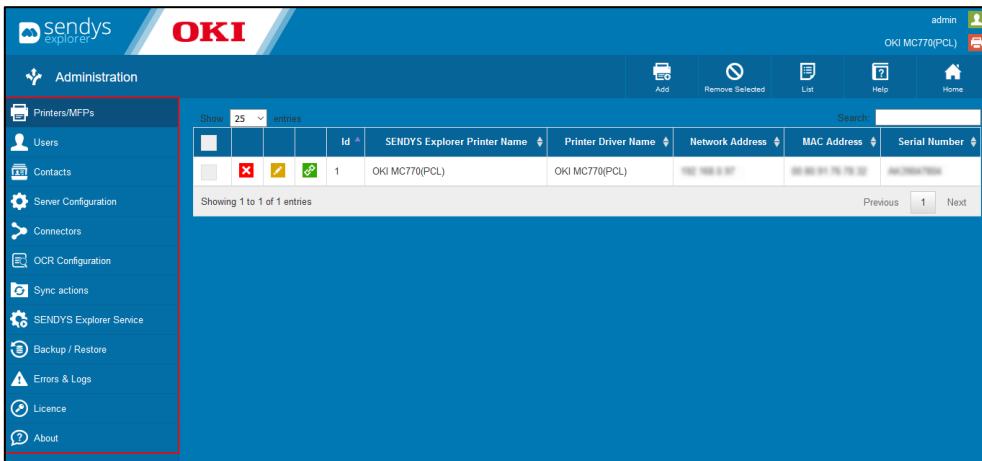 sendys
explorer
OKI
admin
OKI MC770(PCL)
Administration
Add
Remove Selected
List
Help
Home
Printers/MFPs
Users
Contacts
Server Configuration
Connectors
OCR Configuration
Sync actions
SENDYS Explorer Service
Backup / Restore
Errors & Logs
Licence
About
Show 25 entries
Search:
Id SENDYS Explorer Printer Name Printer Driver Name Network Address MAC Address Serial Number
1 OKI MC770(PCL) OKI MC770(PCL)
Showing 1 to 1 of 1 entries
Previous 1 Next